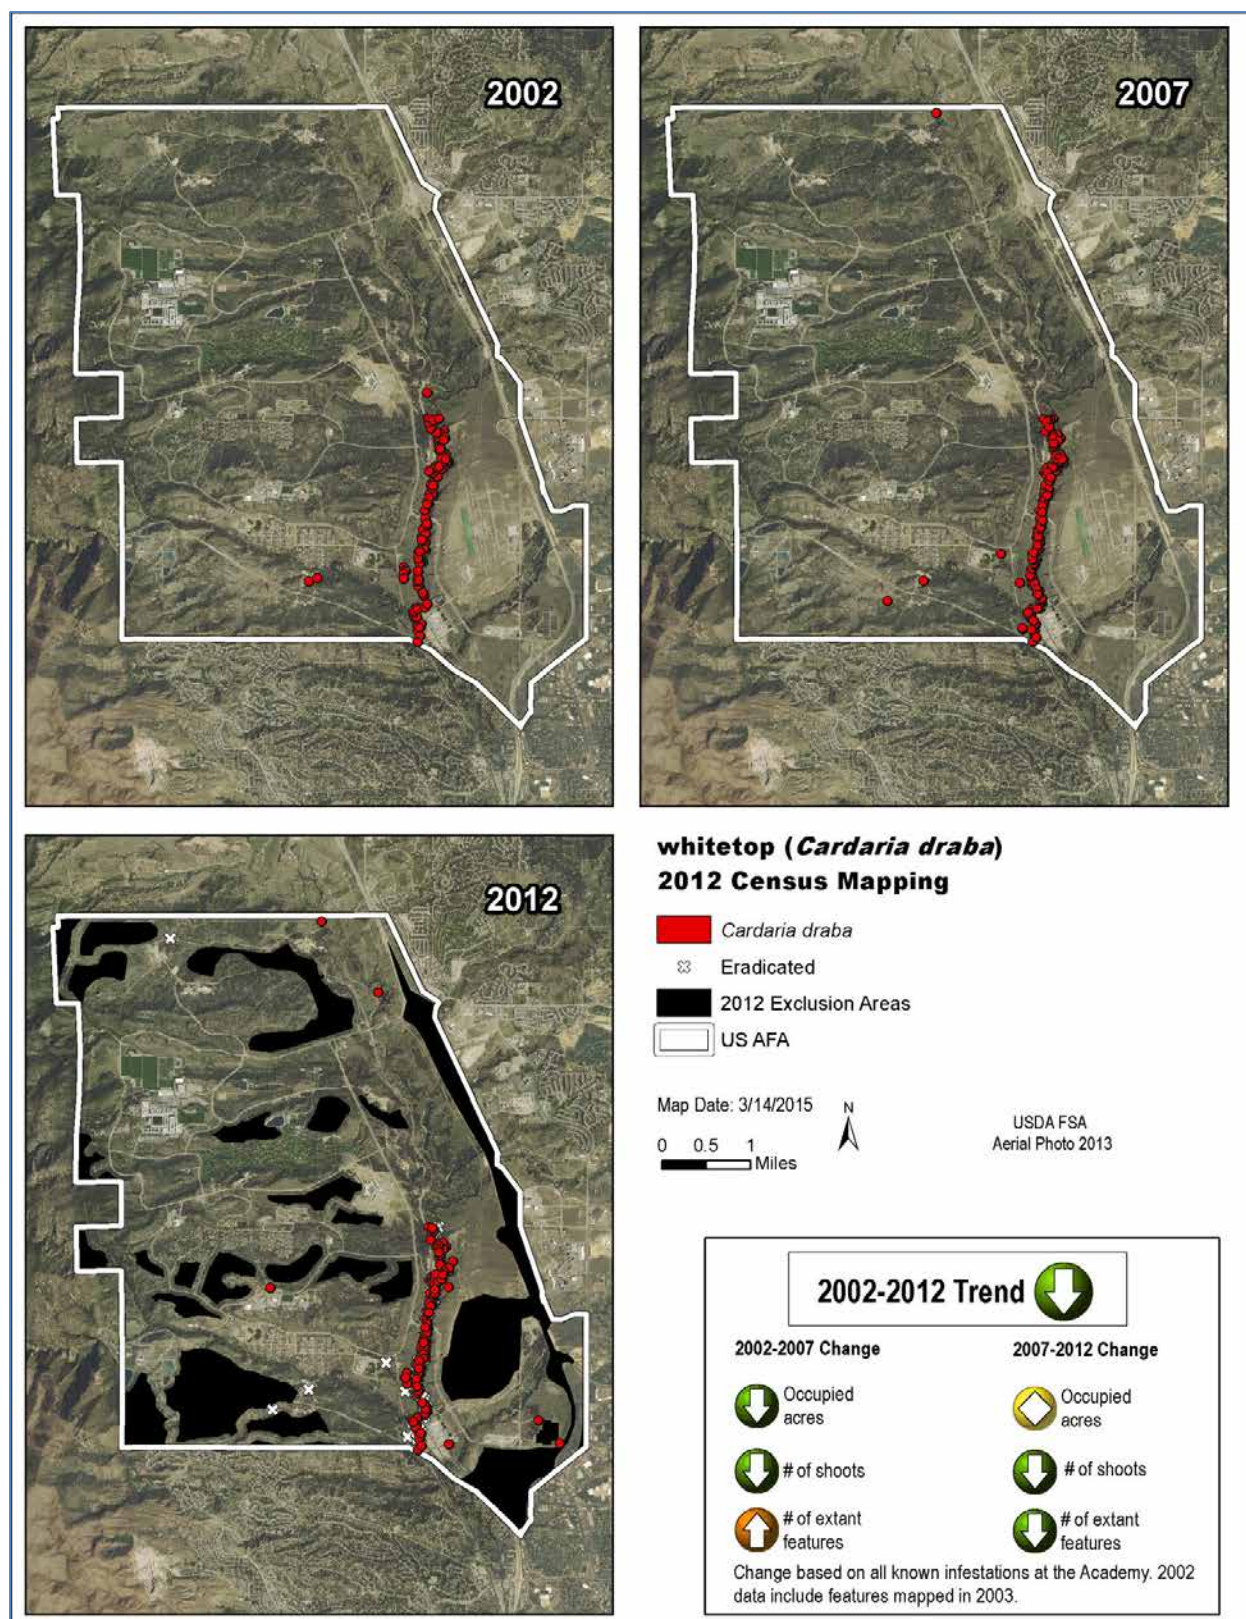 2002
2007
2012
whitetop (Cardaria draba)
2012 Census Mapping
Cardaria draba
Eradicated
2012 Exclusion Areas
US AFA
Map Date: 3/14/2015
N
0 0.5 1
Miles
USDA FSA
Aerial Photo 2013
2002-2012 Trend
2002-2007 Change
2007-2012 Change
Occupied
acres
Occupied
acres
# of shoots
# of shoots
# of extant
features
# of extant
features
Change based on all known infestations at the Academy. 2002
data include features mapped in 2003.